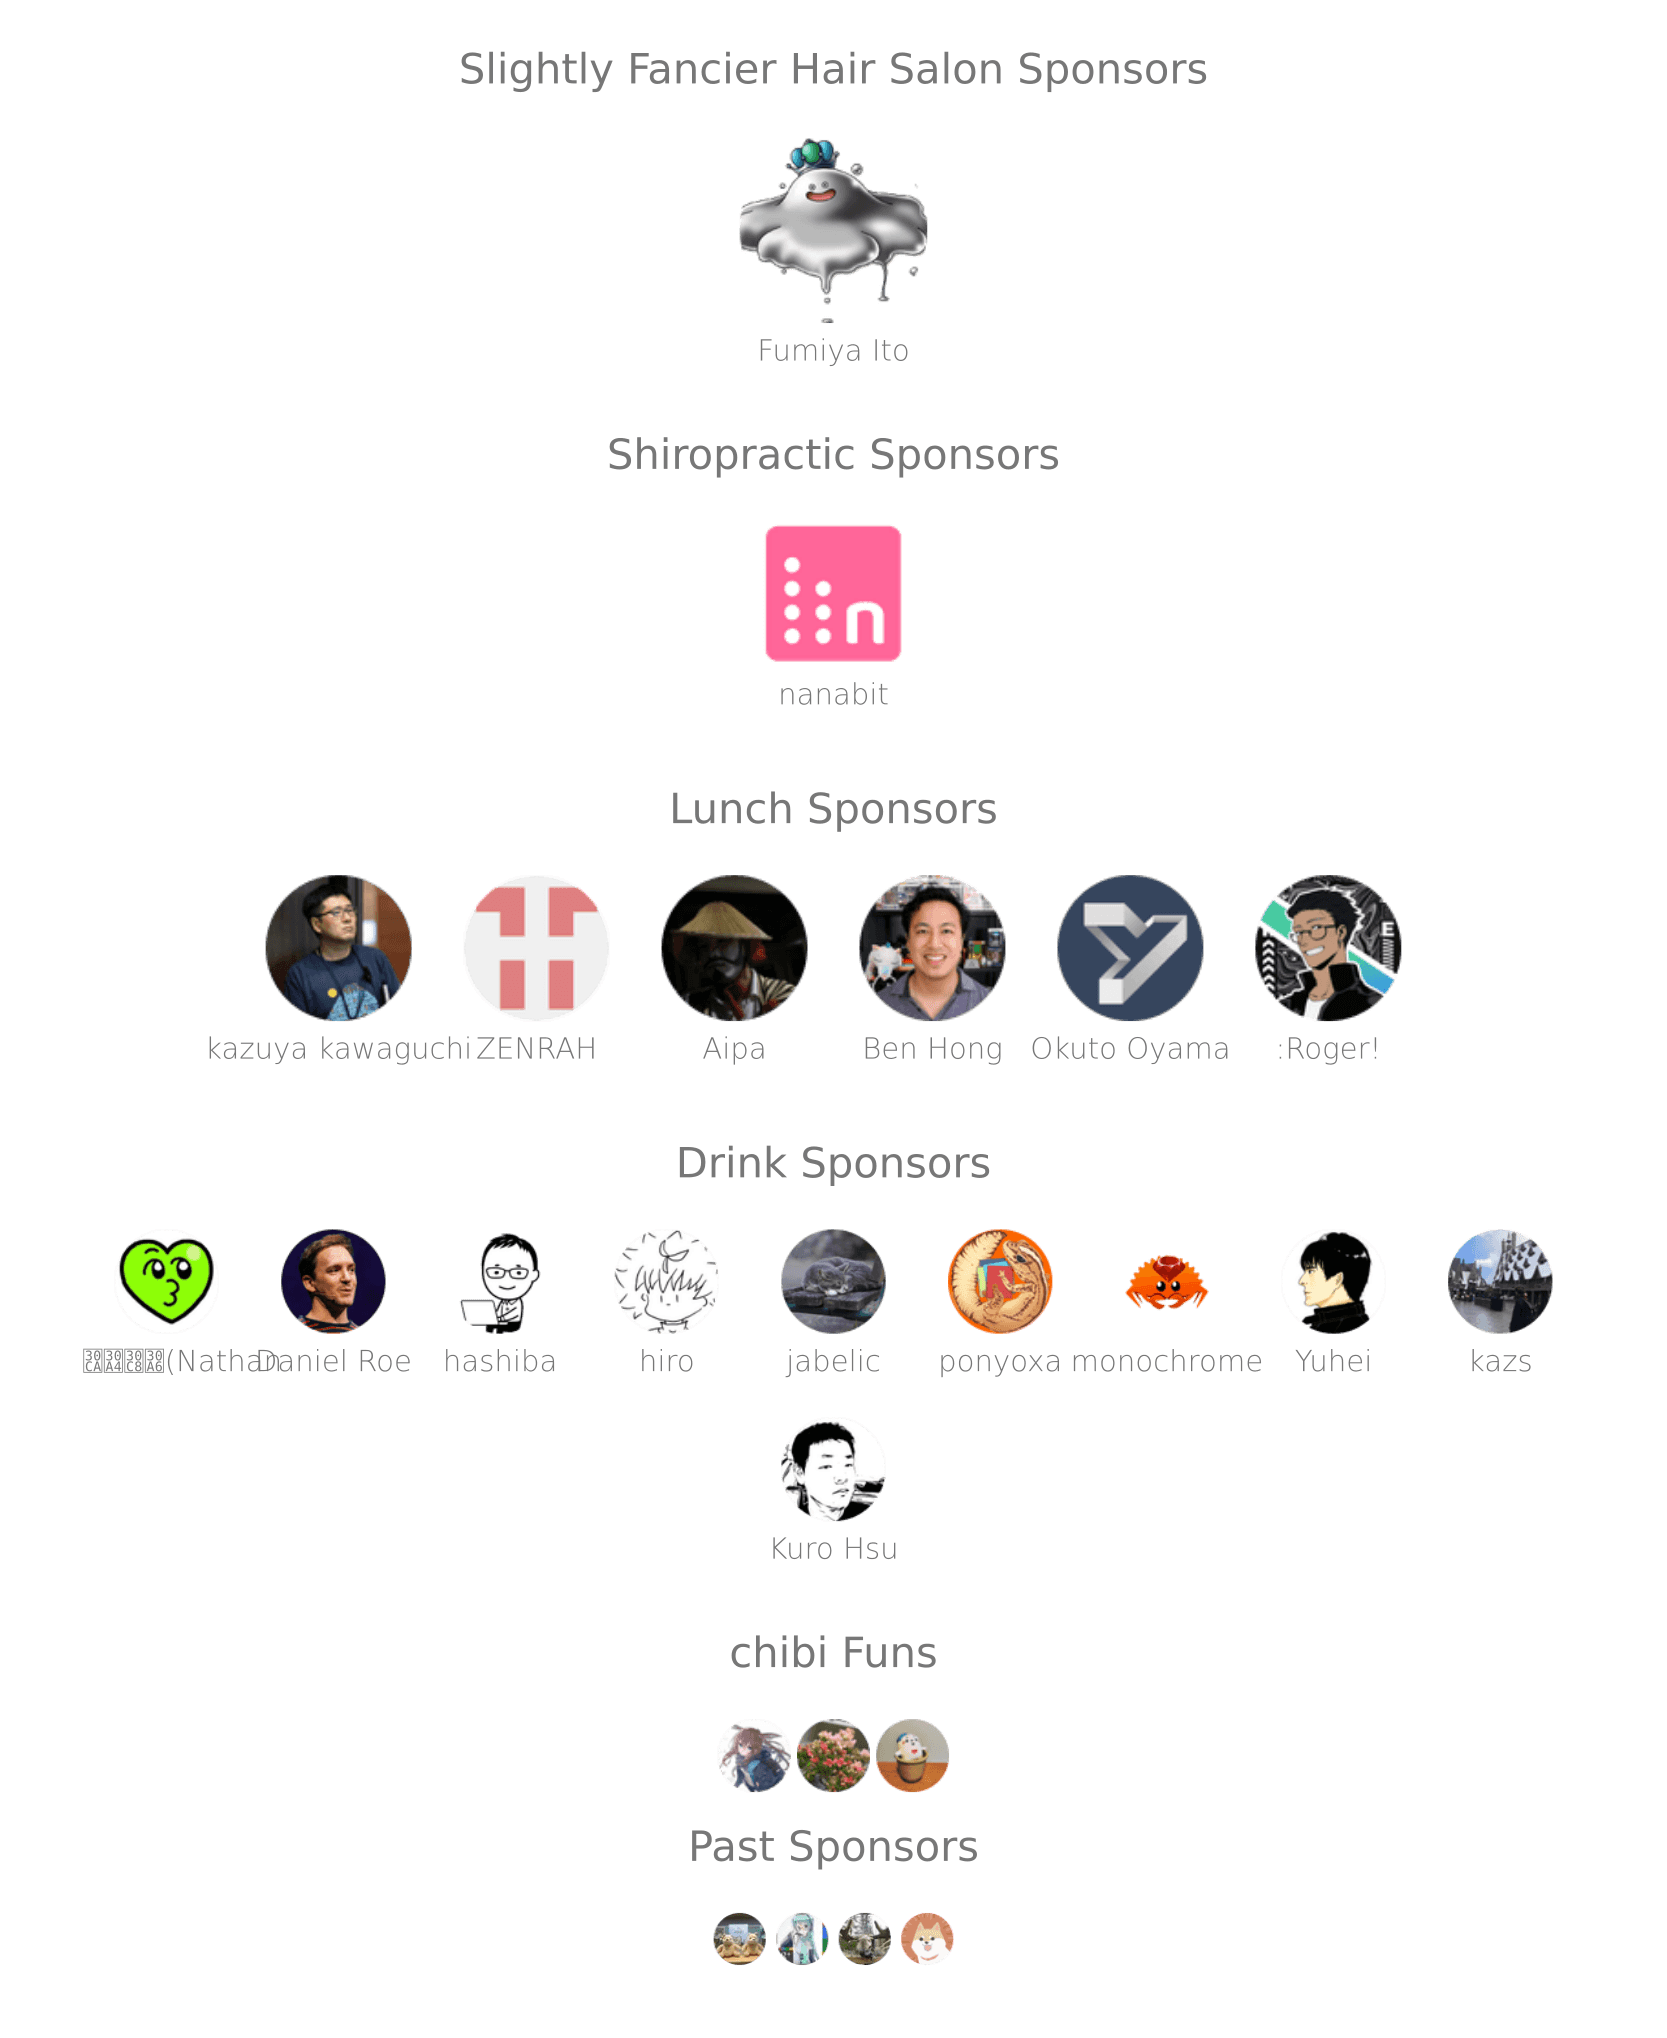 Slightly Fancier Hair Salon Sponsors
Fumiya Ito
Shiropractic Sponsors
n
nanabit
Lunch Sponsors
kazuya kawaguchi ZENRAH Aipa Ben Hong Okuto Oyama :Roger!
Drink Sponsors
(Nathan Daniel Roe hashiba hiro jabelic ponyoxa monochrome Yuhei kazs
Kuro Hsu
chibi Funs
Past Sponsors